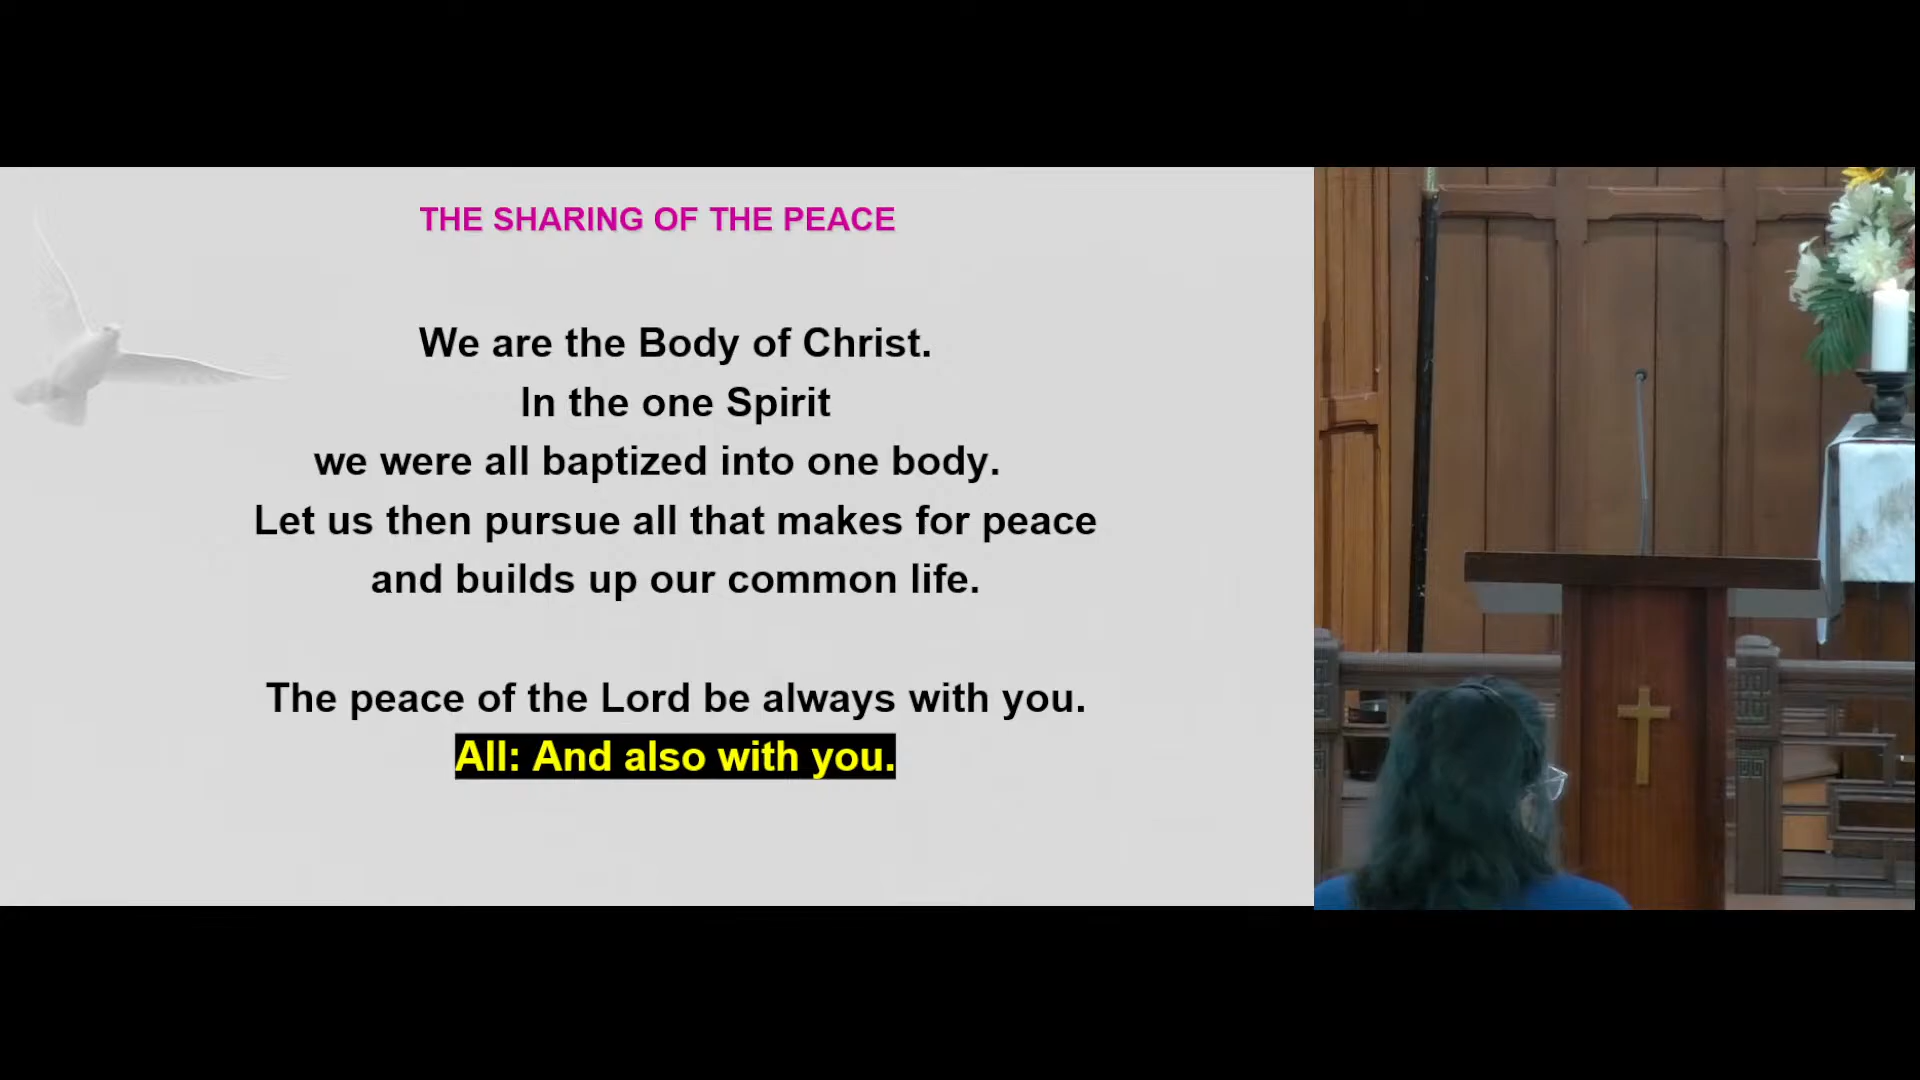 THE SHARING OF THE PEACE
We are the Body of Christ.
In the one Spirit
we were all baptized into one body.
Let us then pursue all that makes for peace
and builds up our common life.
The peace of the Lord be always with you.
All: And also with you.